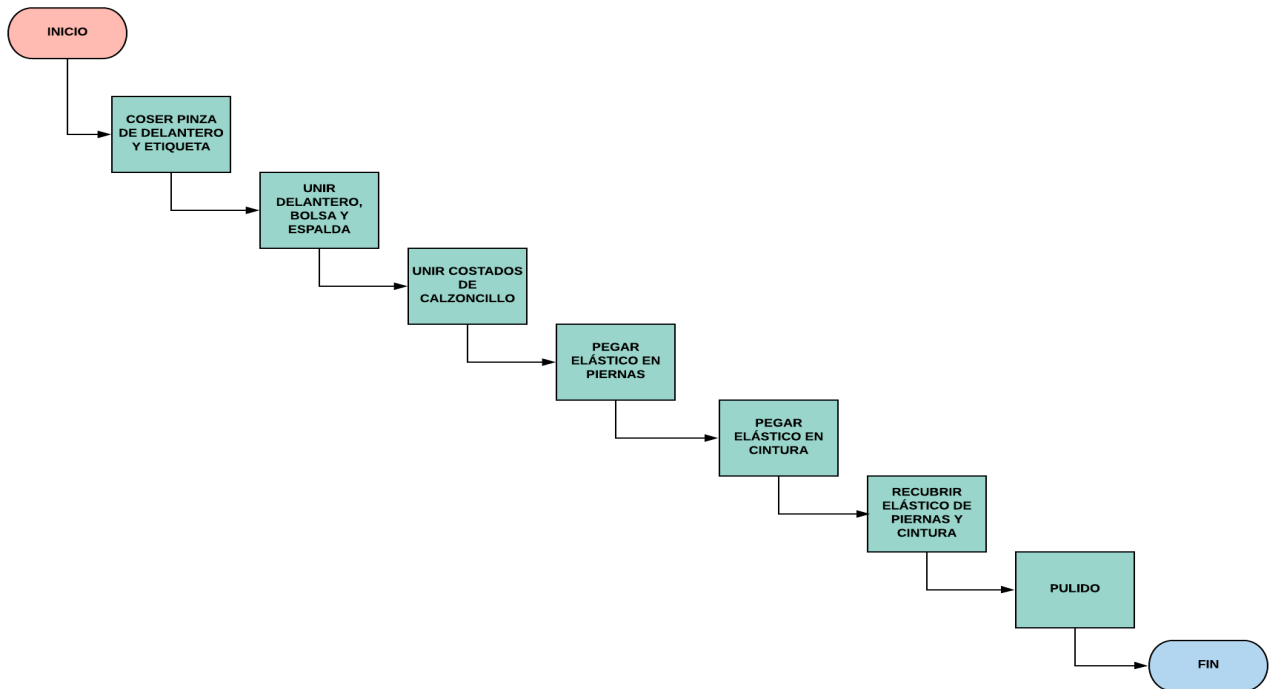 INICIO
COSER PINZA
DE DELANTERO
Y ETIQUETA
UNIR
DELANTERO,
BOLSA Y
ESPALDA
UNIR COSTADOS
DE
CALZONCILLO
PEGAR
ELÁSTICO EN
PIERNAS
PEGAR
ELÁSTICO EN
CINTURA
RECUBRIR
ELÁSTICO DE
PIERNAS Y
CINTURA
PULIDO
FIN